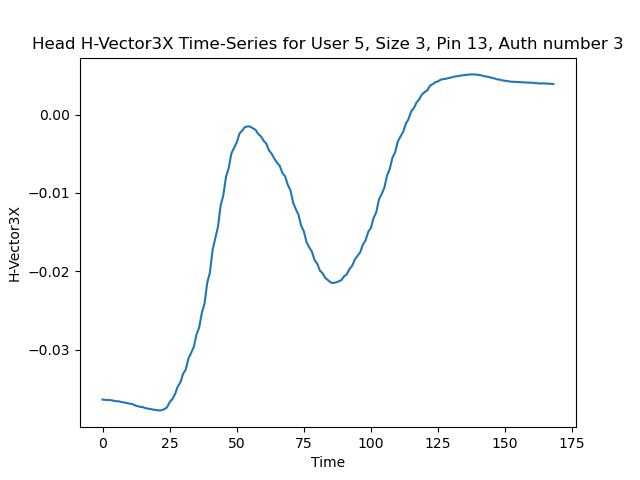 Head H-Vector3X Time-Series for User 5, Size 3, Pin 13, Auth number 3
H-Vector3X
0.00
−0.01
−0.02
−0.03
0 25 50 75 100 125 150 175
Time